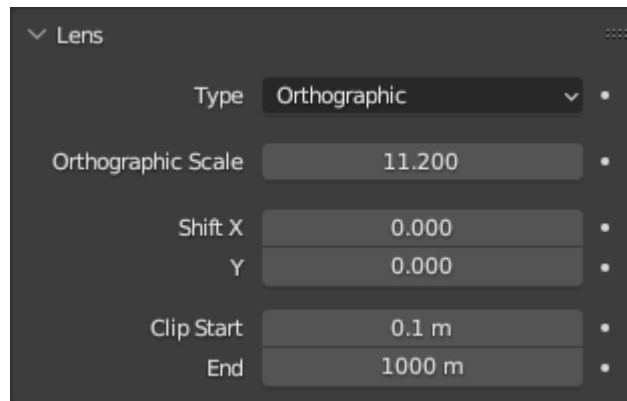 Lens
Type Orthographic
Orthographic Scale 11.200
Shift X 0.000
Y 0.000
Clip Start 0.1 m
End 1000 m